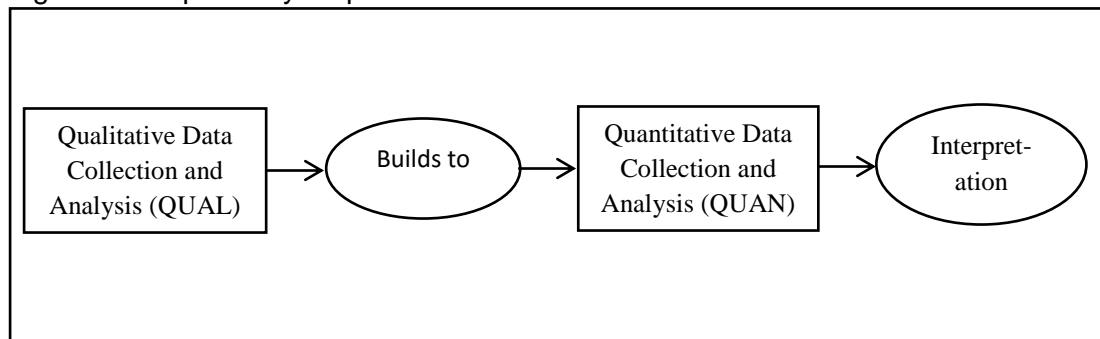 Qualitative Data
Collection and
Analysis (QUAL)
Builds to
Quantitative Data
Collection and
Analysis (QUAN)
Interpret-
ation